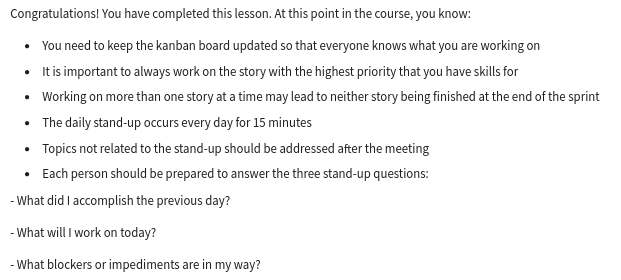 Congratulations! You have completed this lesson. At this point in the course, you know:
• You need to keep the kanban board updated so that everyone knows what you are working on
• It is important to always work on the story with the highest priority that you have skills for
• Working on more than one story at a time may lead to neither story being finished at the end of the sprint
• The daily stand-up occurs every day for 15 minutes
• Topics not related to the stand-up should be addressed after the meeting
• Each person should be prepared to answer the three stand-up questions:
- What did I accomplish the previous day?
- What will I work on today?
- What blockers or impediments are in my way?